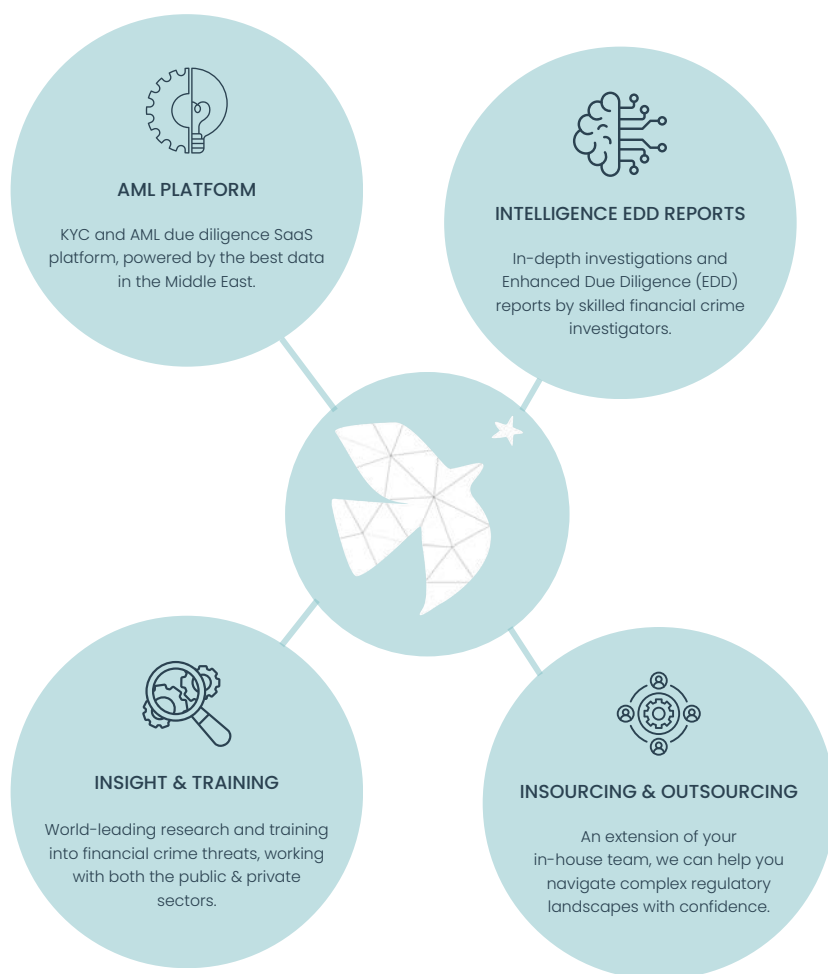 AML PLATFORM
KYC and AML due diligence SaaS
platform, powered by the best data
in the Middle East.
INTELLIGENCE EDD REPORTS
In-depth investigations and
Enhanced Due Diligence (EDD)
reports by skilled financial crime
investigators.
INSIGHT & TRAINING
World-leading research and training
into financial crime threats, working
with both the public & private
sectors.
INSOURCING & OUTSOURCING
An extension of your
in-house team, we can help you
navigate complex regulatory
landscapes with confidence.